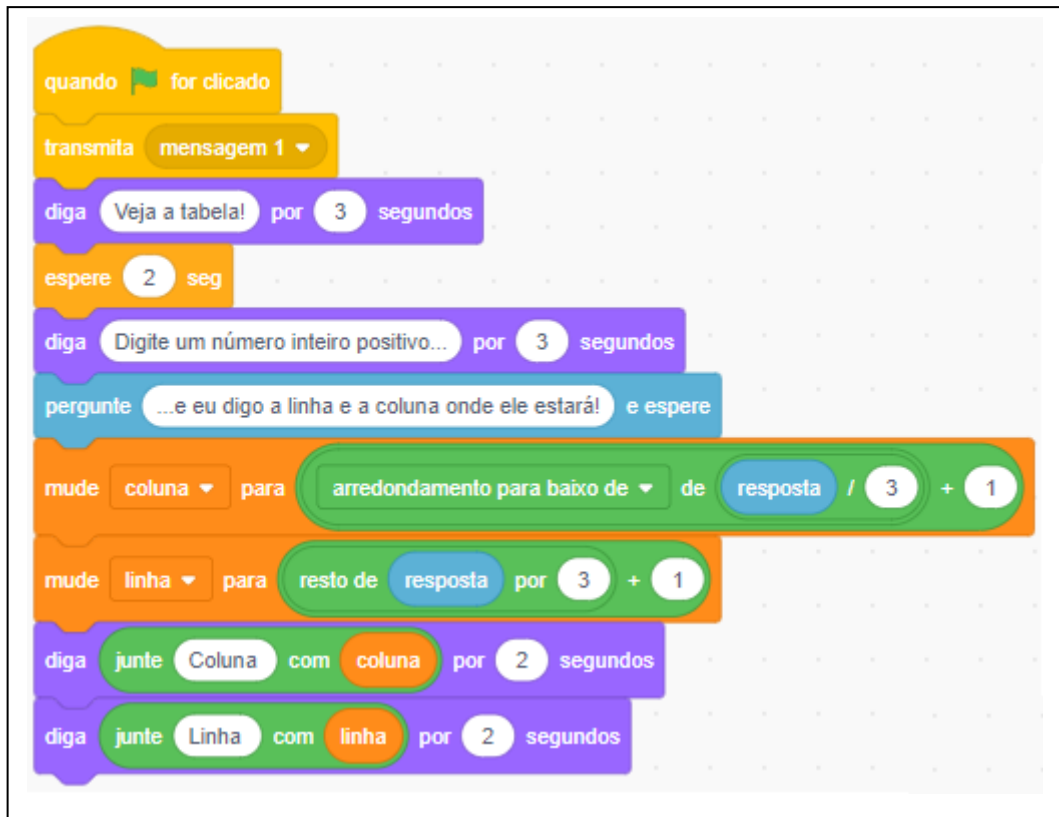 quando for clicado
transmita mensagem 1
diga Veja a tabela! por 3 segundos
espere 2 seg
diga Digite um número inteiro positivo... por 3 segundos
pergunte ...e eu digo a linha e a coluna onde ele estará! e espere
mude coluna para arredondamento para baixo de de resposta / 3 + 1
mude linha para resto de resposta por 3 + 1
diga junte Coluna com coluna por 2 segundos
diga junte Linha com linha por 2 segundos